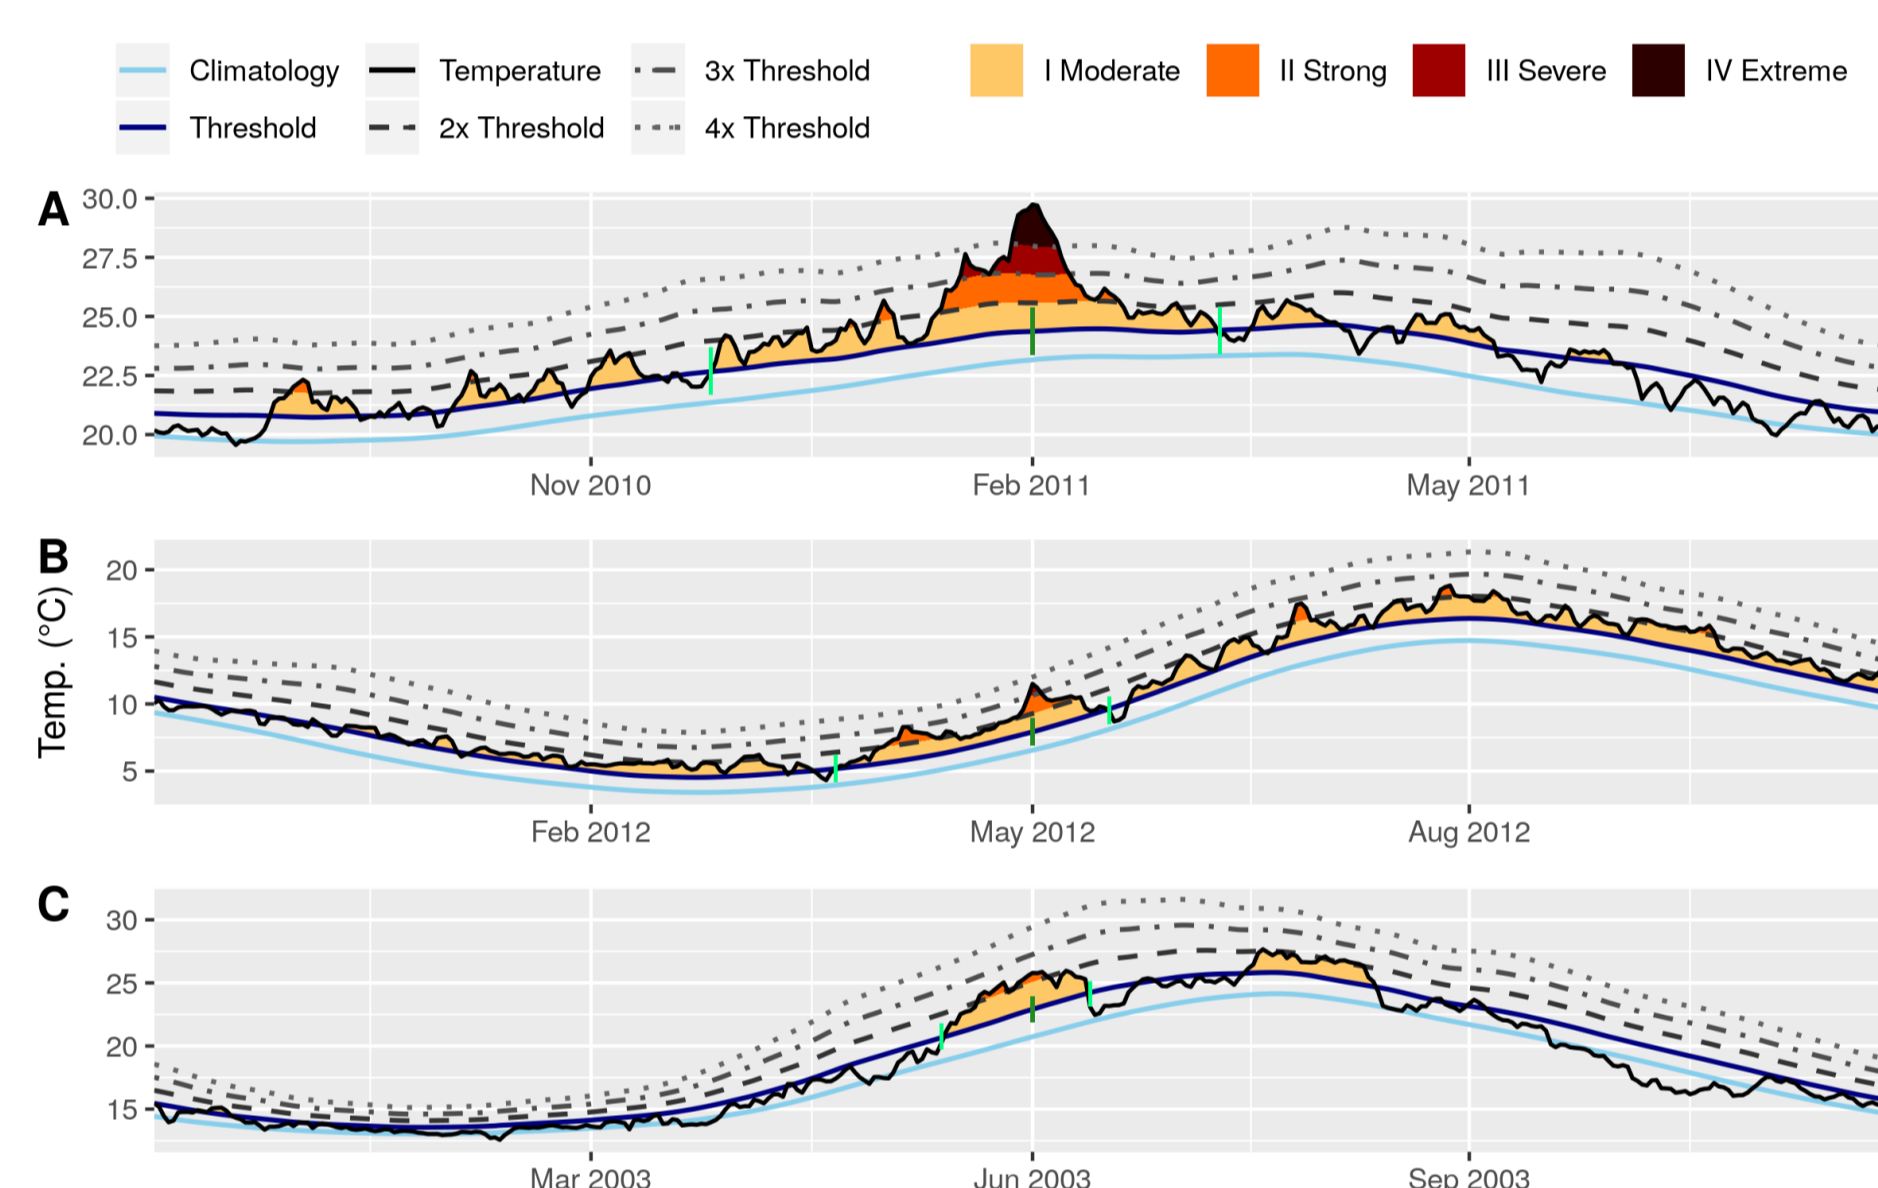 Climatology Temperature 3x Threshold I Moderate II Strong III Severe IV Extreme
Threshold 2x Threshold 4x Threshold
A
30.0
27.5
25.0
22.5
20.0
Nov 2010 Feb 2011 May 2011
B
Temp. (°C)
20
15
10
5
Feb 2012 May 2012 Aug 2012
C
30
25
20
15
Mar 2003 Jun 2003 Sep 2003